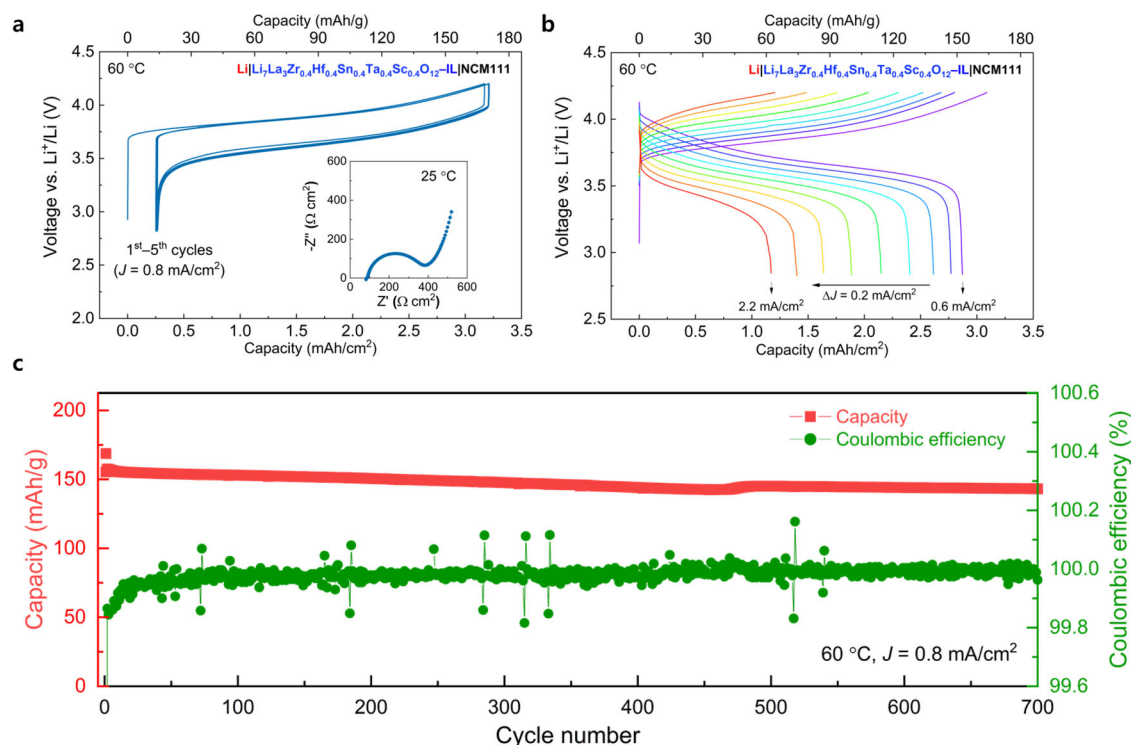 a
Capacity (mAh/g)
0 30 60 90 120 150 180
60 °C
Li|Li₇La₃Zr₀.₄Hf₀.₄Sn₀.₄Ta₀.₄Sc₀.₄O₁₂–IL|NCM111
4.5
4.0
3.5
3.0
2.5
2.0
Voltage vs. Li⁺/Li (V)
1ˢᵗ–5ᵗʰ cycles
(J = 0.8 mA/cm²)
25 °C
600
400
200
0
-Z'' (Ω cm²)
0 200 400 600
Z' (Ω cm²)
0.0 0.5 1.0 1.5 2.0 2.5 3.0 3.5
Capacity (mAh/cm²)
b
Capacity (mAh/g)
0 30 60 90 120 150 180
60 °C
Li|Li₇La₃Zr₀.₄Hf₀.₄Sn₀.₄Ta₀.₄Sc₀.₄O₁₂–IL|NCM111
4.5
4.0
3.5
3.0
2.5
Voltage vs. Li⁺/Li (V)
2.2 mA/cm²
ΔJ = 0.2 mA/cm²
0.6 mA/cm²
0.0 0.5 1.0 1.5 2.0 2.5 3.0 3.5
Capacity (mAh/cm²)
c
200
150
100
50
0
Capacity (mAh/g)
Capacity
Coulombic efficiency
60 °C, J = 0.8 mA/cm²
100.6
100.4
100.2
100.0
99.8
99.6
Coulombic efficiency (%)
0 100 200 300 400 500 600 700
Cycle number